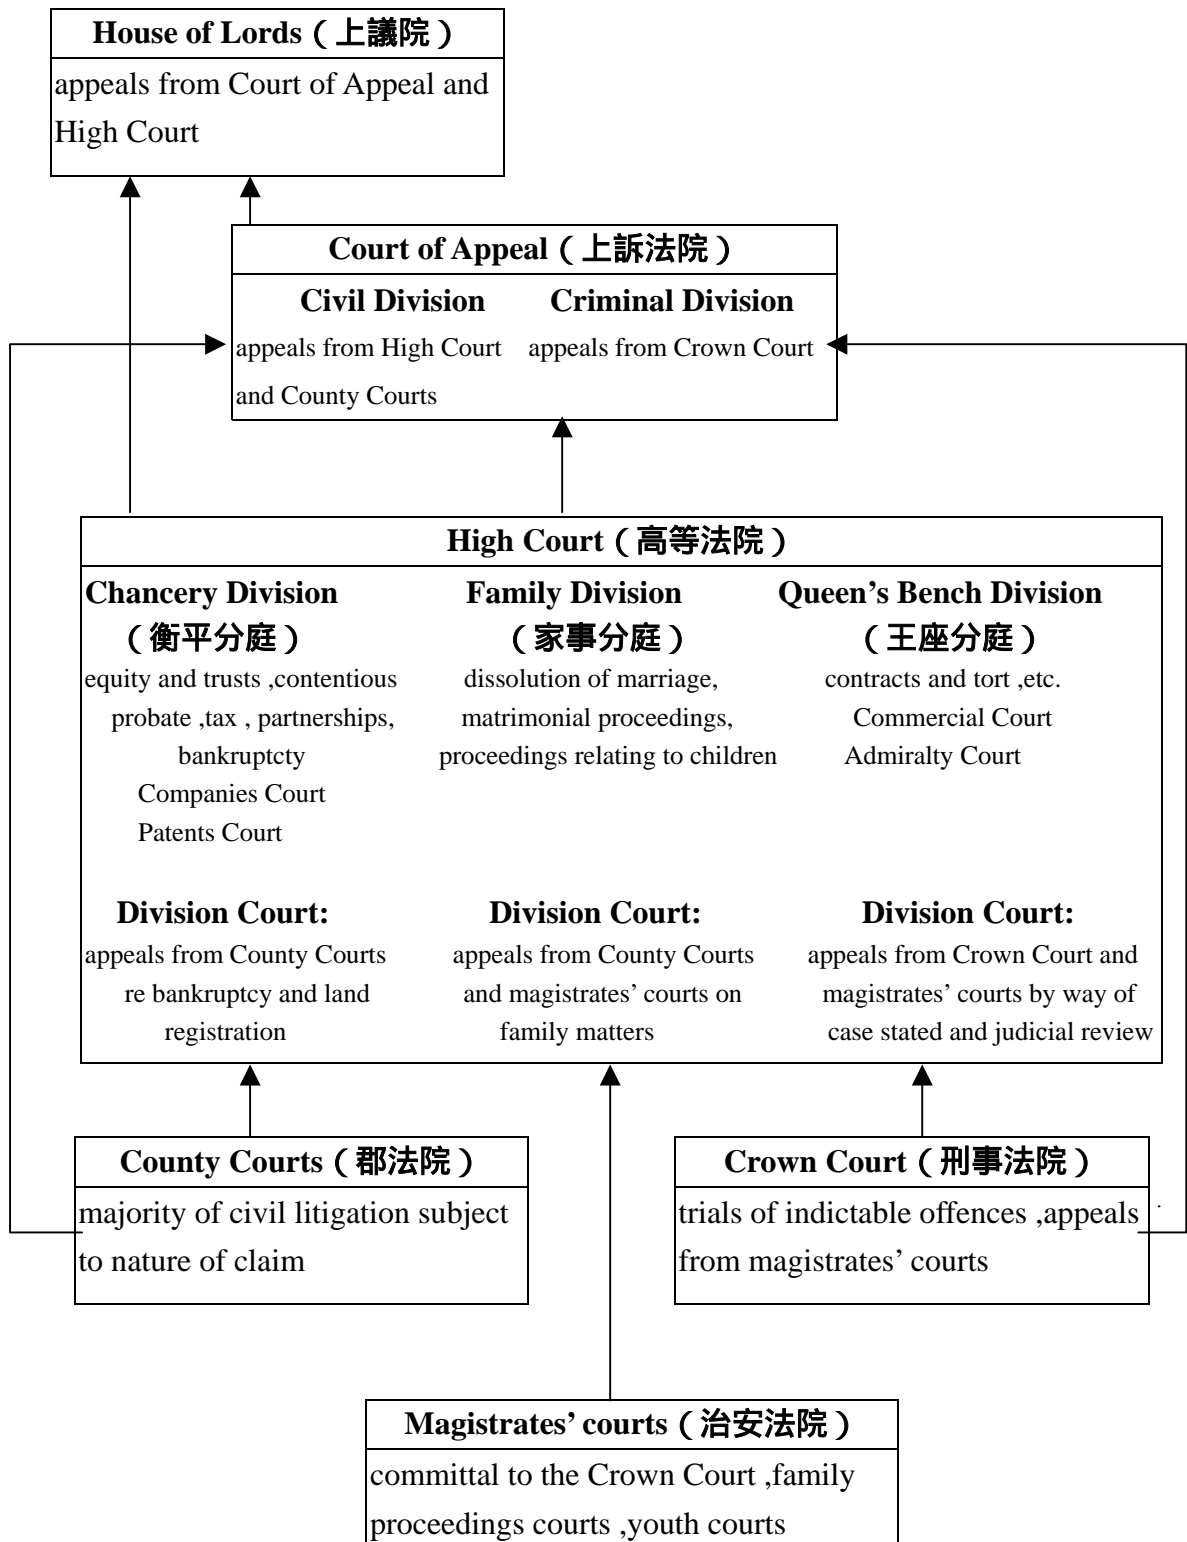 House of Lords（上議院）
appeals from Court of Appeal and
High Court
Court of Appeal（上訴法院）
Civil Division
appeals from High Court
and County Courts
Criminal Division
appeals from Crown Court
High Court（高等法院）
Chancery Division
（衡平分庭）
equity and trusts ,contentious
probate ,tax , partnerships,
bankruptcty
Companies Court
Patents Court
Division Court:
appeals from County Courts
re bankruptcy and land
registration
Family Division
（家事分庭）
dissolution of marriage,
matrimonial proceedings,
proceedings relating to children
Division Court:
appeals from County Courts
and magistrates’ courts on
family matters
Queen’s Bench Division
（王座分庭）
contracts and tort ,etc.
Commercial Court
Admiralty Court
Division Court:
appeals from Crown Court and
magistrates’ courts by way of
case stated and judicial review
County Courts（郡法院）
majority of civil litigation subject
to nature of claim
Crown Court（刑事法院）
trials of indictable offences ,appeals
from magistrates’ courts
Magistrates’ courts（治安法院）
committal to the Crown Court ,family
proceedings courts ,youth courts